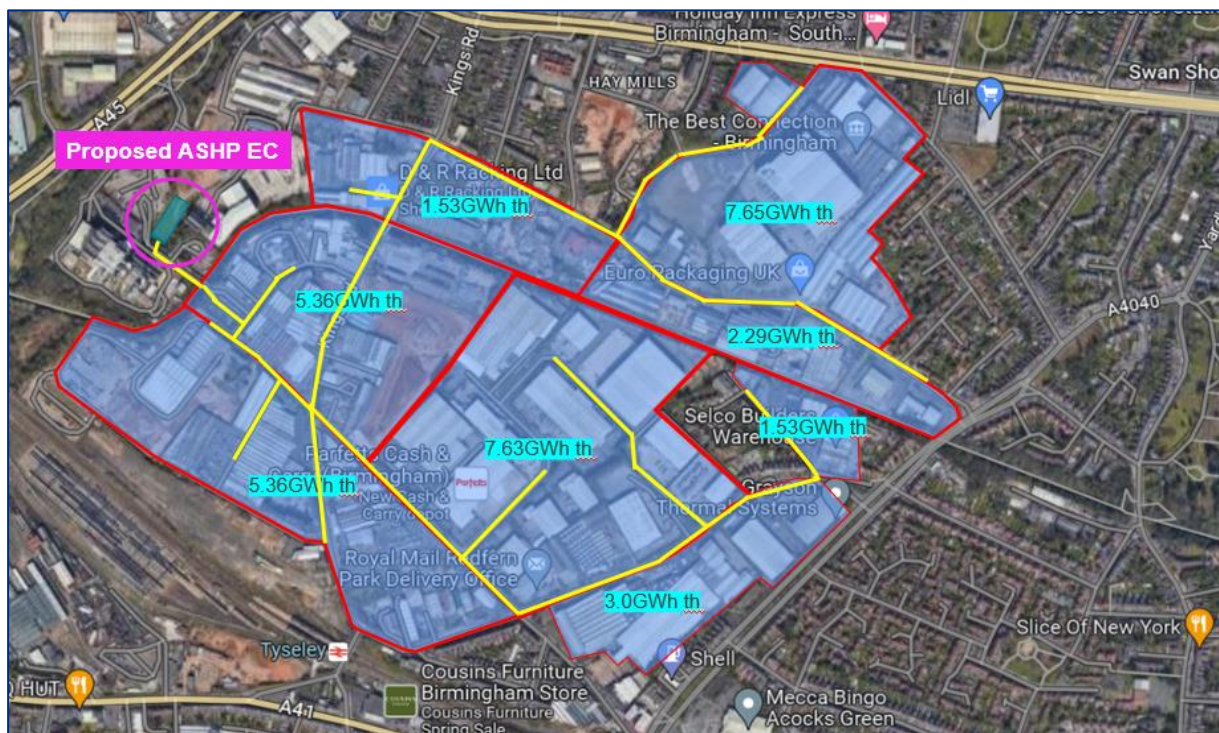 Holiday Inn Express
Birmingham - South...
Swan Sho
A45
Kings Rd
HAY MILLS
Lidl
Proposed ASHP EC
The Best Connection
- Birmingham
D & R Racking Ltd
D & R Racking Ltd
1.53GWh th
7.65GWh th
Euro Packaging UK
5.36GWh th
A4040
2.29GWh th
Selco Builders
Warehouse
1.53GWh th
7.63GWh th
Parfetts Cash &
Carry (Birmingham)
New Cash &
Carry depot
Parfetts
5.36GWh th
Grayson
Thermal Systems
Royal Mail Redfern
Park Delivery Office
3.0GWh th
Slice Of New York
Tyseley
Shell
HUT
A41
Cousins Furniture
Birmingham Store
COUSINS
Cousins Furniture
Spring Sale
Mecca Bingo
Acocks Green